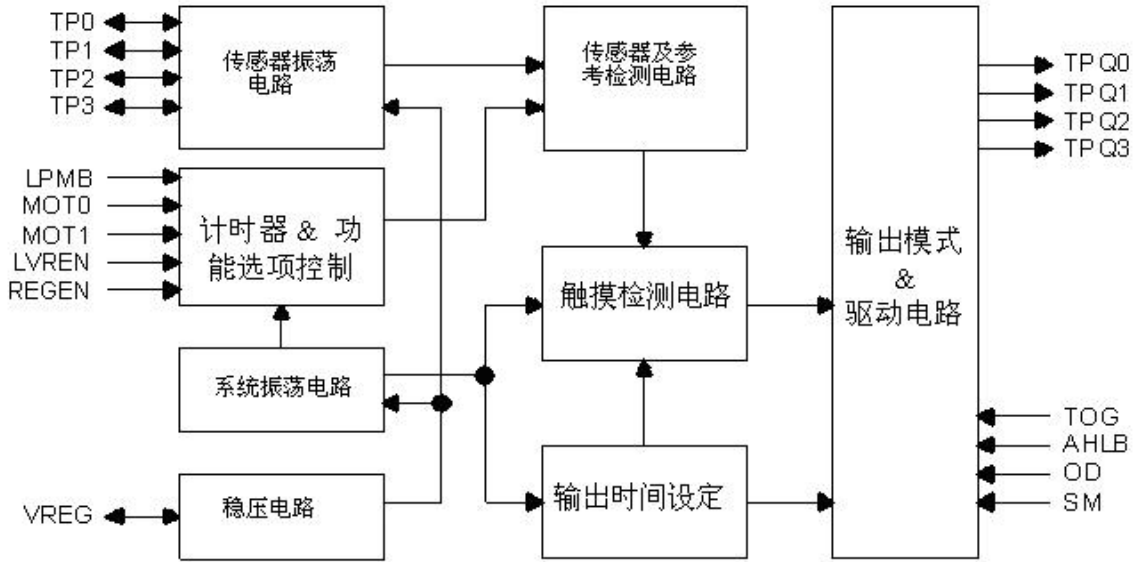 TP0
TP1
TP2
TP3
传感器振荡
电路
传感器及参
考检测电路
TPQ0
TPQ1
TPQ2
TPQ3
LPMB
MOT0
MOT1
LVREN
REGEN
计时器 & 功
能选项控制
触摸检测电路
输出模式
&
驱动电路
系统振荡电路
TOG
AHLB
OD
SM
VREG
稳压电路
输出时间设定